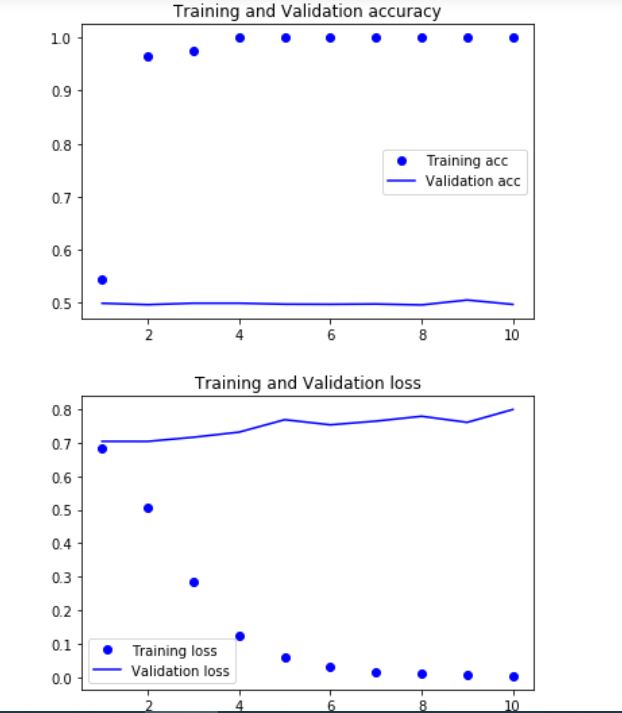 Training and Validation accuracy
1.0
0.9
0.8
0.7
0.6
0.5
Training acc
Validation acc
2 4 6 8 10
Training and Validation loss
0.8
0.7
0.6
0.5
0.4
0.3
0.2
0.1
0.0
Training loss
Validation loss
2 4 6 8 10